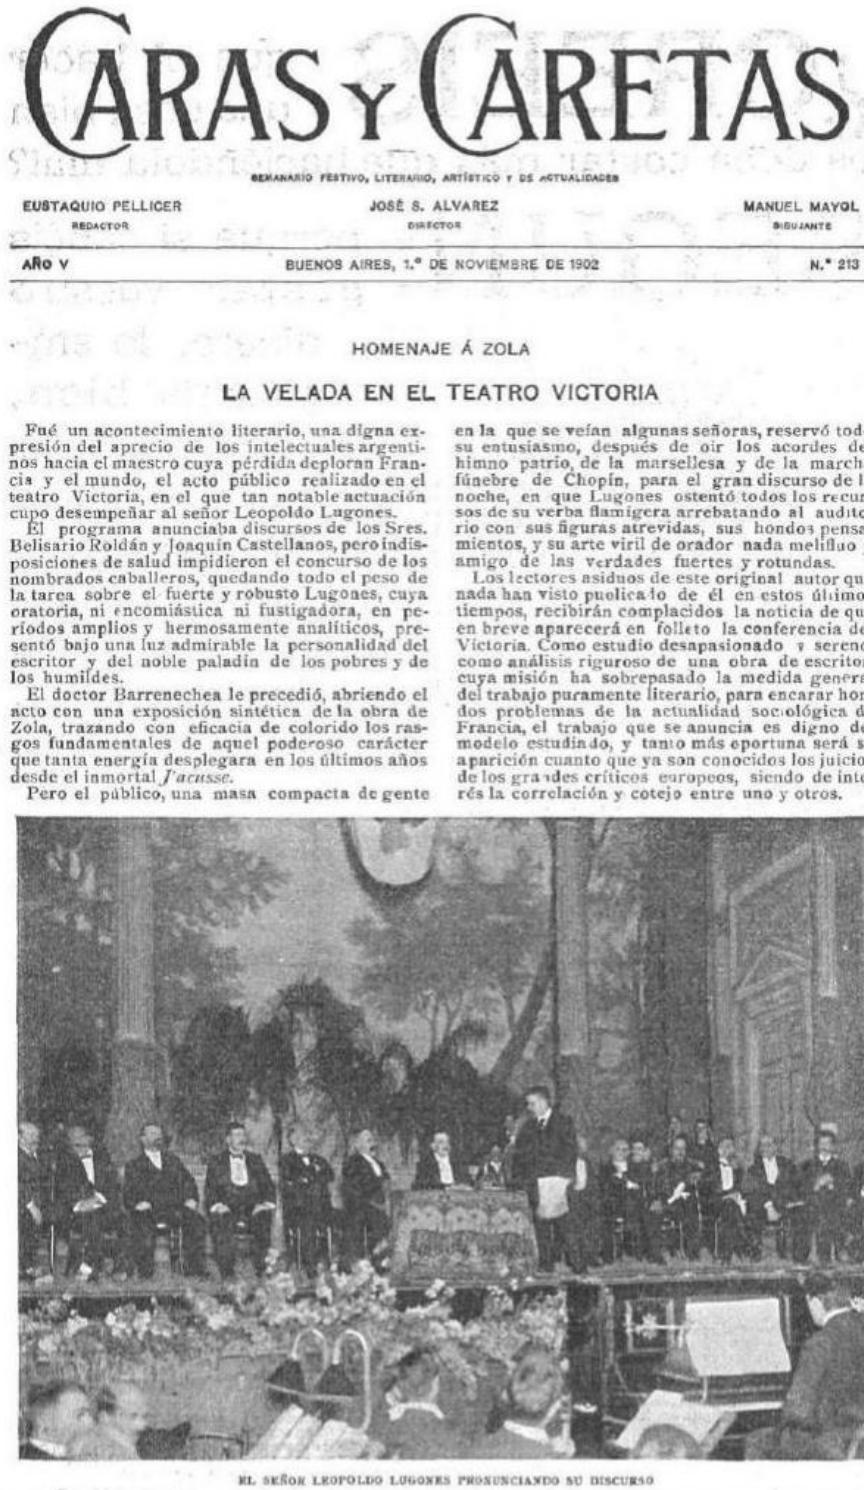 CARAS Y CARETAS
SEMANARIO FESTIVO, LITERARIO, ARTÍSTICO Y DE ACTUALIDADES
EUSTAQUIO PELLICER
REDACTOR
JOSÉ S. ALVAREZ
DIRECTOR
MANUEL MAYOL
DIBUJANTE
AÑO V
BUENOS AIRES, 1.º DE NOVIEMBRE DE 1902
N.º 213
HOMENAJE Á ZOLA
LA VELADA EN EL TEATRO VICTORIA
Fué un acontecimiento literario, una digna ex-
presión del aprecio de los intelectuales argenti-
nos hacia el maestro cuya pérdida deploran Fran-
cia y el mundo, el acto público realizado en el
teatro Victoria, en el que tan notable actuación
cupo desempeñar al señor Leopoldo Lugones.
El programa anunciaba discursos de los Sres.
Belisario Roldán y Joaquín Castellanos, pero indis-
posiciones de salud impidieron el concurso de los
nombrados caballeros, quedando todo el peso de
la tarea sobre el fuerte y robusto Lugones, cuya
oratoria, ni encomiástica ni fustigadora, en pe-
ríodos amplios y hermosamente analíticos, pre-
sentó bajo una luz admirable la personalidad del
escritor y del noble paladín de los pobres y de
los humildes.
El doctor Barrenechea le precedió, abriendo el
acto con una exposición sintética de la obra de
Zola, trazando con eficacia de colorido los ras-
gos fundamentales de aquel poderoso carácter
que tanta energía desplegara en los últimos años
desde el inmortal J'acusse.
Pero el público, una masa compacta de gente
en la que se veían algunas señoras, reservó tod
su entusiasmo, después de oir los acordes de
himno patrio, de la marsellesa y de la march
fúnebre de Chopín, para el gran discurso de l
noche, en que Lugones ostentó todos los recur
sos de su verba flamígera arrebatando al audito
rio con sus figuras atrevidas, sus hondos pensa
mientos, y su arte viril de orador nada melifluo
amigo de las verdades fuertes y rotundas.
Los lectores asiduos de este original autor qu
nada han visto publicado de él en estos último
tiempos, recibirán complacidos la noticia de qu
en breve aparecerá en folleto la conferencia de
Victoria. Como estudio desapasionado y seren
como análisis riguroso de una obra de escrito
cuya misión ha sobrepasado la medida genera
del trabajo puramente literario, para encarar hon
dos problemas de la actualidad sociológica d
Francia, el trabajo que se anuncia es digno de
modelo estudiado, y tanto más oportuna será s
aparición cuanto que ya son conocidos los juicio
de los grandes críticos europeos, siendo de inte
rés la correlación y cotejo entre uno y otros.
EL SEÑOR LEOPOLDO LUGONES PRONUNCIANDO SU DISCURSO